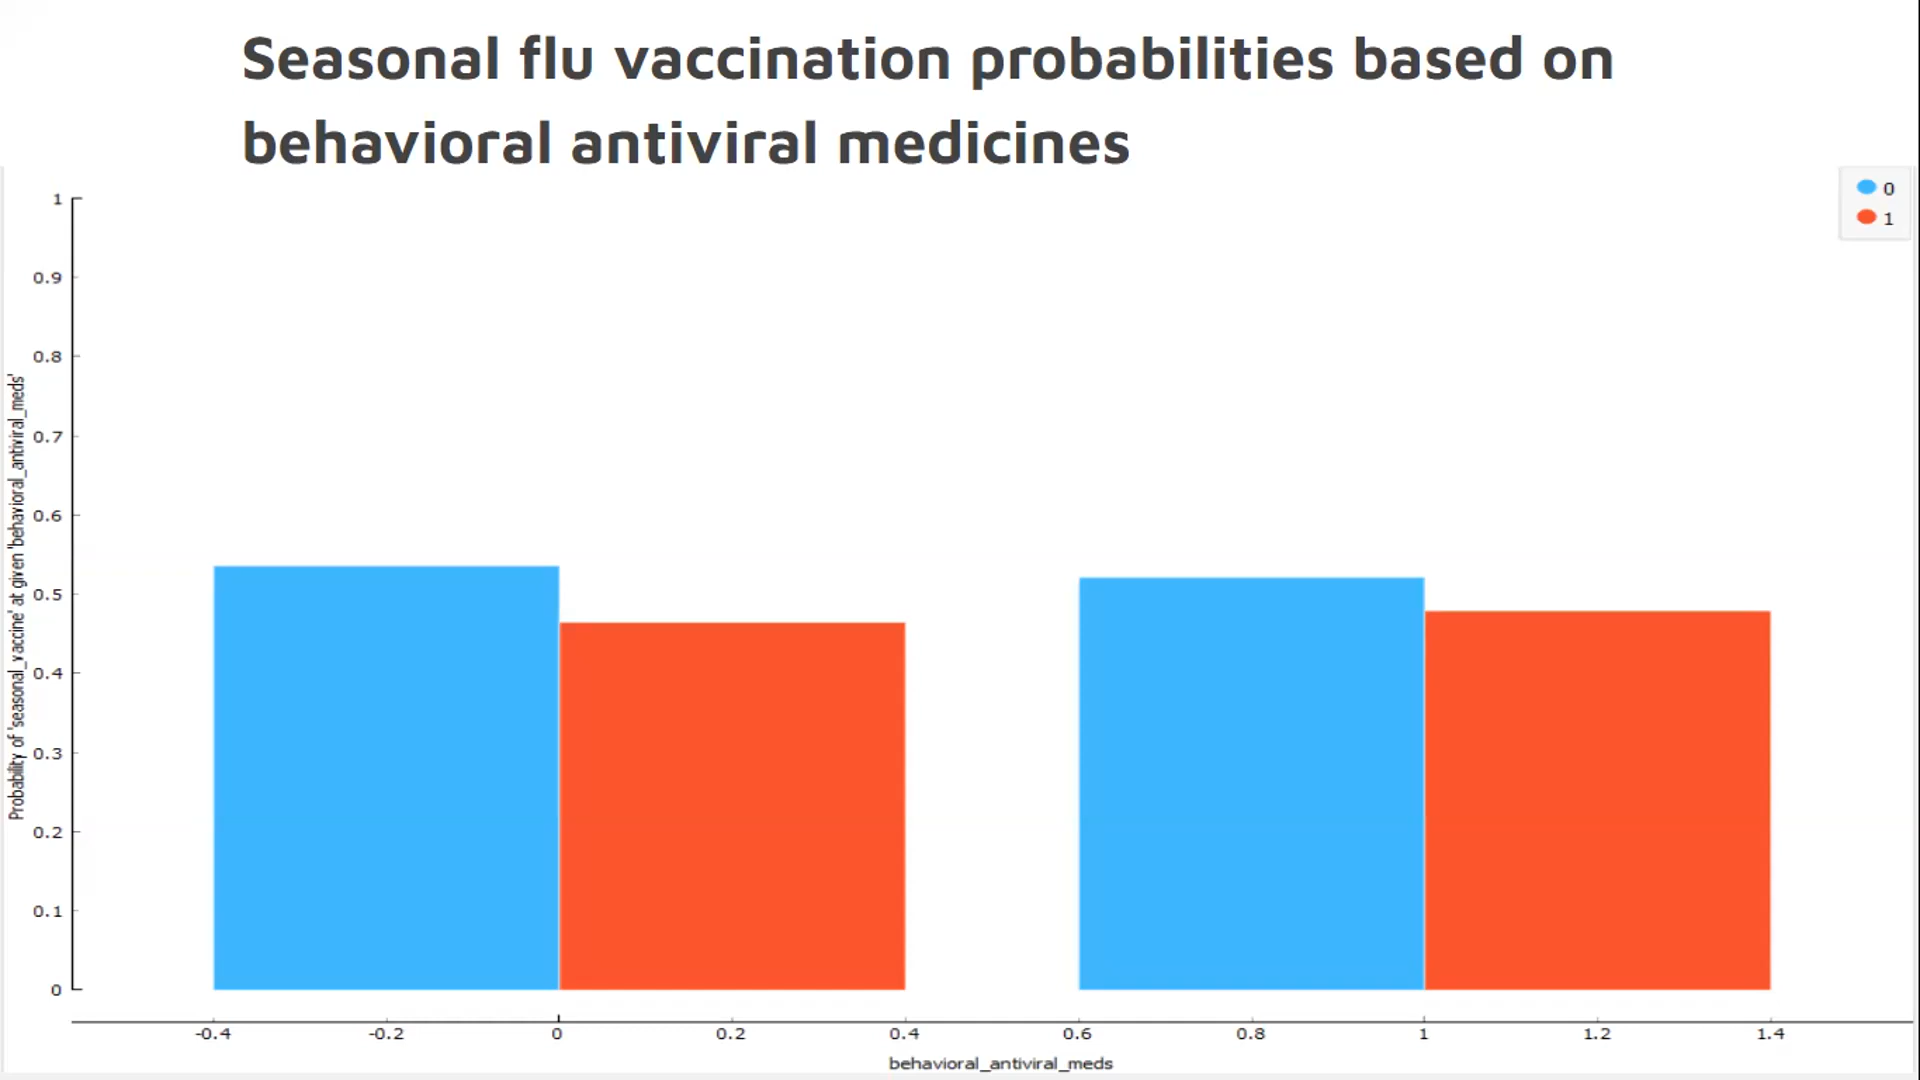 Seasonal flu vaccination probabilities based on
behavioral antiviral medicines
0
1
1
0.9
0.8
0.7
0.6
0.5
0.4
0.3
0.2
0.1
0
Probability of 'seasonal_vaccine' at given 'behavioral_antiviral_meds'
-0.4 -0.2 0 0.2 0.4 0.6 0.8 1 1.2 1.4
behavioral_antiviral_meds